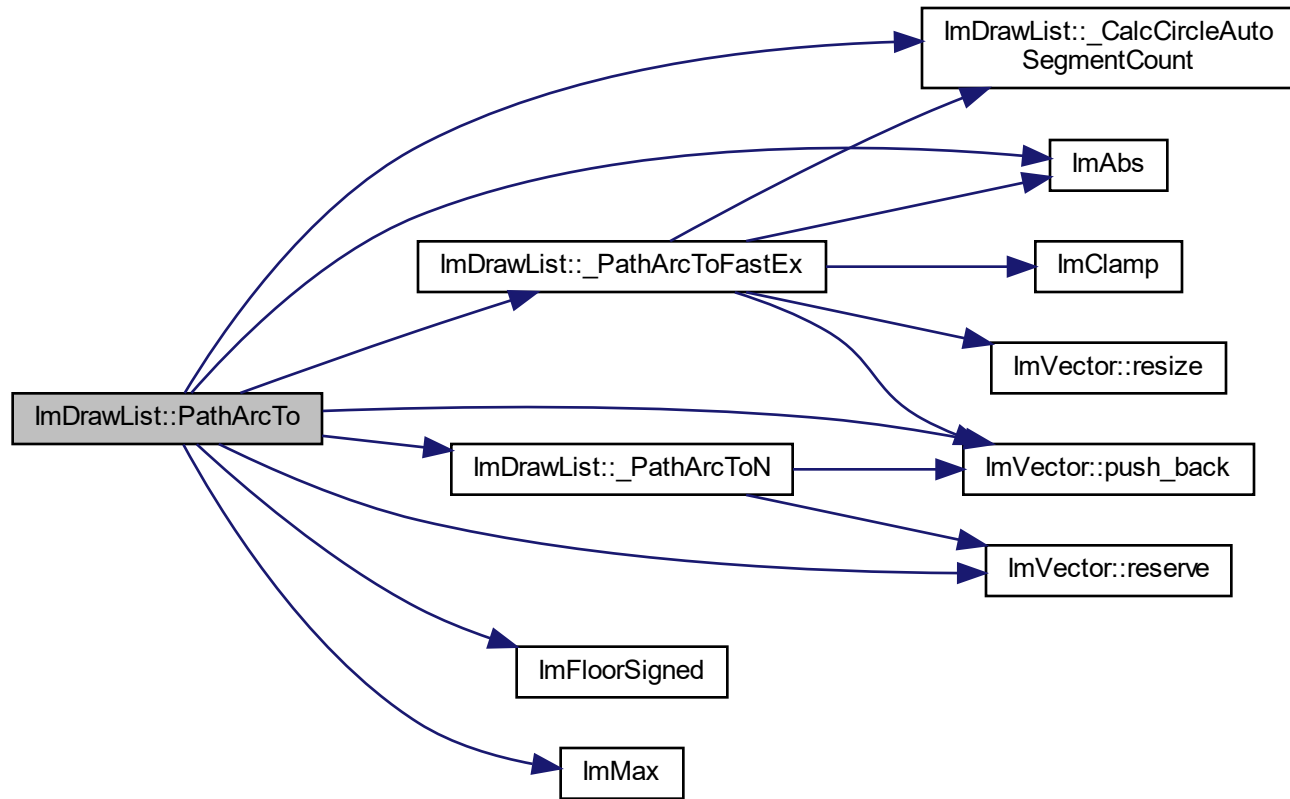 ImDrawList::_CalcCircleAuto
SegmentCount
ImAbs
ImDrawList::_PathArcToFastEx
ImClamp
ImVector::resize
ImDrawList::PathArcTo
ImDrawList::_PathArcToN
ImVector::push_back
ImVector::reserve
ImFloorSigned
ImMax